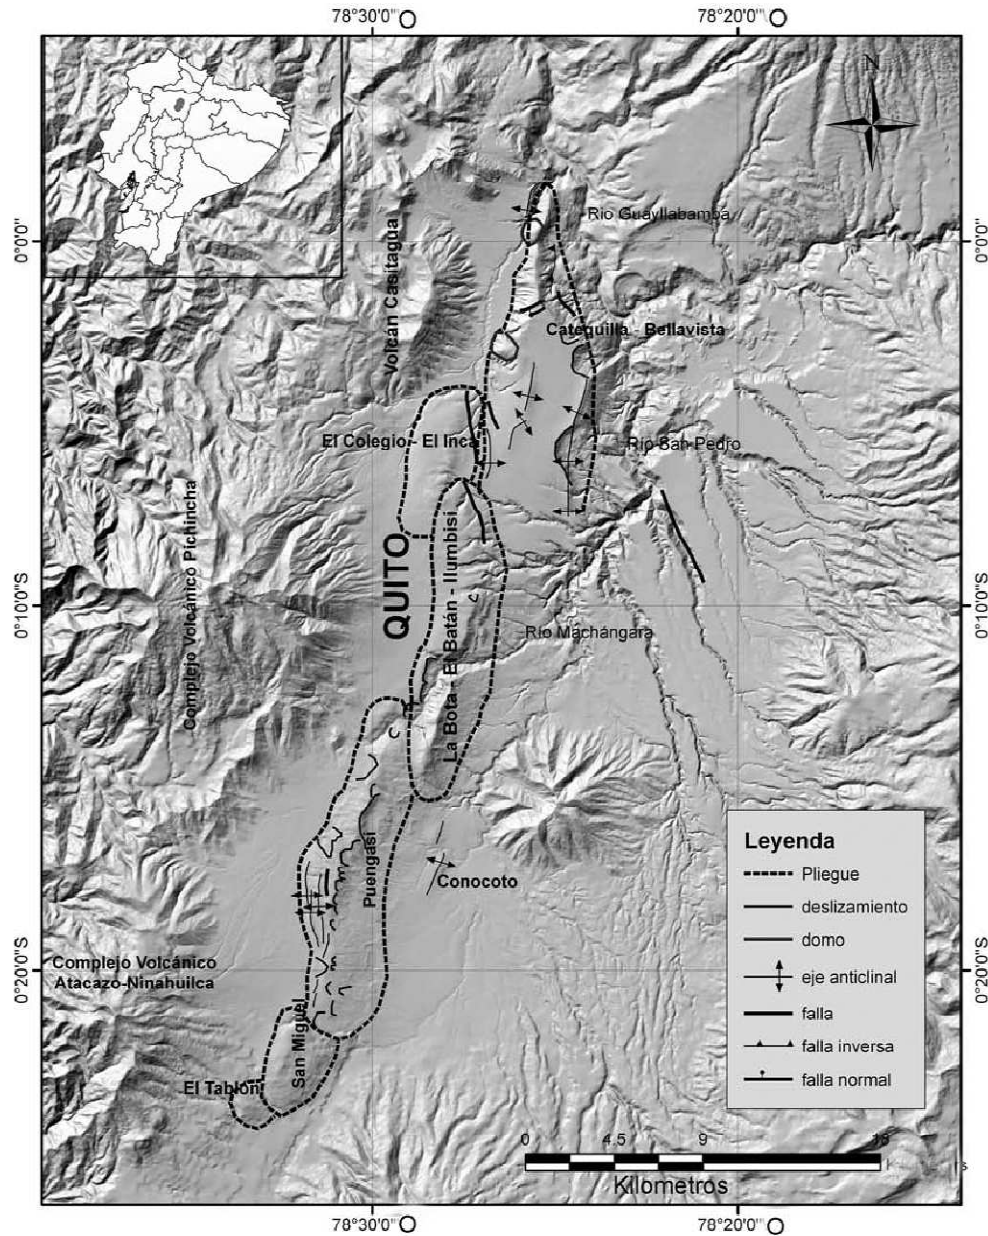 78°30'0"O
78°20'0"O
N
0°0'0"
0°0'0"
Río Guayllabamba
Volcán Casitagua
Catequilla - Bellavista
El Colegio - El Inca
Río San Pedro
Complejo Volcánico Pichincha
QUITO
La Bota - El Batán - Ilumbisi
0°10'0"S
0°10'0"S
Río Machángara
Puengasi
Conocoto
Complejo Volcánico
Atacazo-Ninahuilca
0°20'0"S
0°20'0"S
San Miguel
El Tablón
Leyenda
Pliegue
deslizamiento
domo
eje anticlinal
falla
falla inversa
falla normal
0 4.5 9 18
Kilometros
78°30'0"O
78°20'0"O